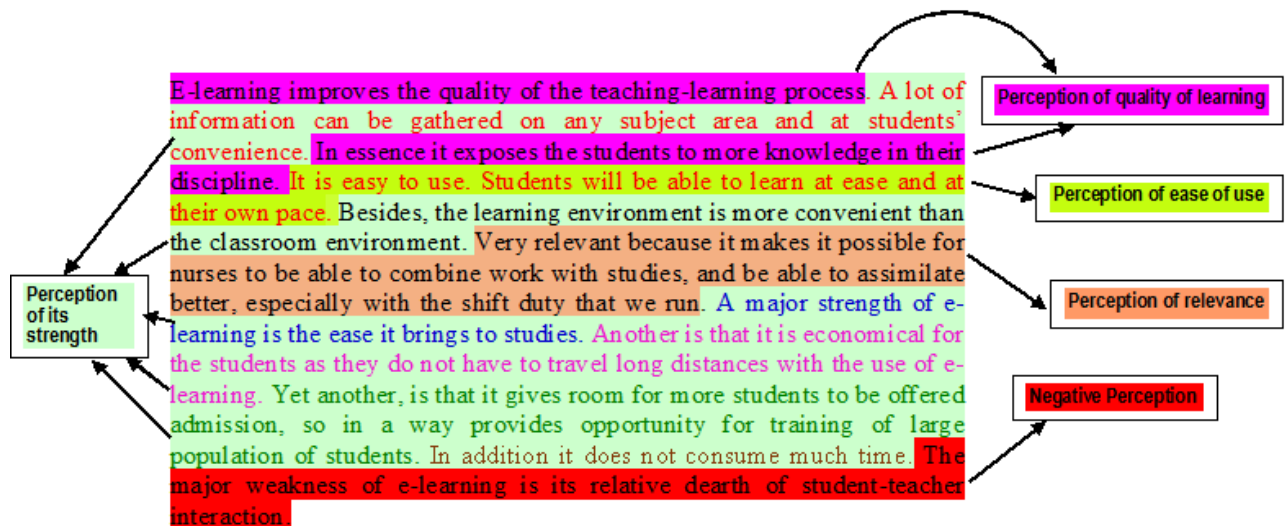 E-learning improves the quality of the teaching-learning process. A lot of
information can be gathered on any subject area and at students'
convenience. In essence it exposes the students to more knowledge in their
discipline. It is easy to use. Students will be able to learn at ease and at
their own pace. Besides, the learning environment is more convenient than
the classroom environment. Very relevant because it makes it possible for
nurses to be able to combine work with studies, and be able to assimilate
better, especially with the shift duty that we run. A major strength of e-
learning is the ease it brings to studies. Another is that it is economical for
the students as they do not have to travel long distances with the use of e-
learning. Yet another, is that it gives room for more students to be offered
admission, so in a way provides opportunity for training of large
population of students. In addition it does not consume much time. The
major weakness of e-learning is its relative dearth of student-teacher
interaction.
Perception
of its
strength
Perception of quality of learning
Perception of ease of use
Perception of relevance
Negative Perception